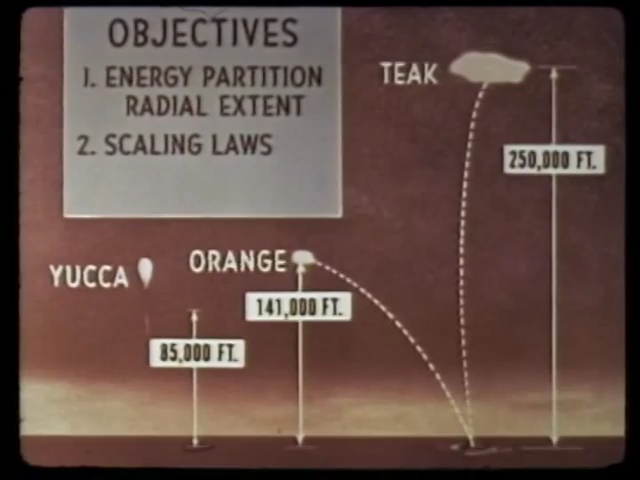 OBJECTIVES
1. ENERGY PARTITION
RADIAL EXTENT
2. SCALING LAWS
TEAK
250,000 FT.
YUCCA
ORANGE
141,000 FT.
85,000 FT.